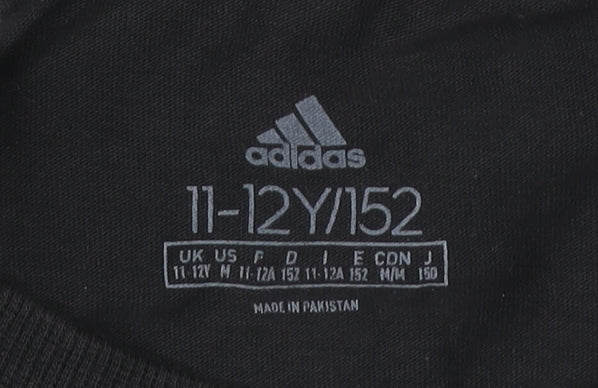 adidas
11-12Y/152
UK US F D I E CDN J
11-12Y M 11-12A 152 11-12A 152 M/M 150
MADE IN PAKISTAN